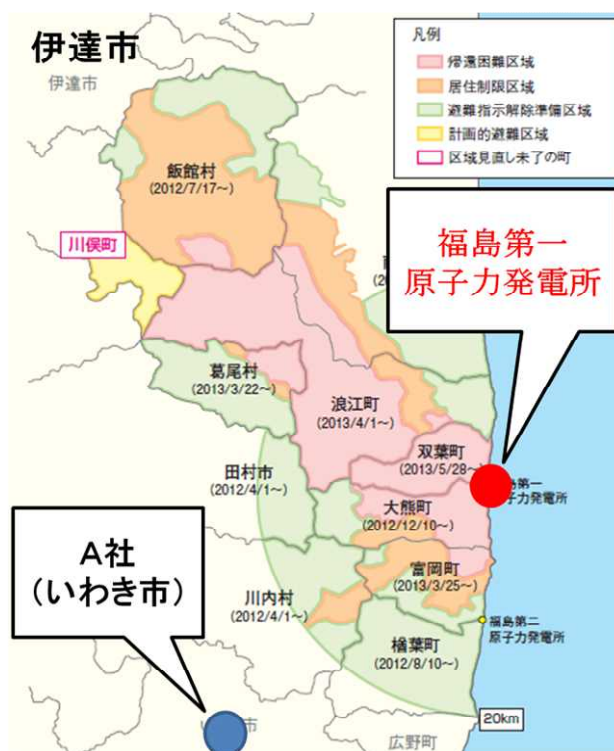 伊達市
伊達市
凡例
帰還困難区域
居住制限区域
避難指示解除準備区域
計画的避難区域
区域見直し未了の町
飯館村
(2012/7/17～)
川俣町
福島第一
原子力発電所
葛尾村
(2013/3/22～)
浪江町
(2013/4/1～)
双葉町
(2013/5/28～)
田村市
(2012/4/1～)
大熊町
(2012/12/10～)
島第一
子力発電所
A社
(いわき市)
富岡町
(2013/3/25～)
川内村
(2012/4/1～)
福島第二
原子力発電所
楢葉町
(2012/8/10～)
20km
市
広野町